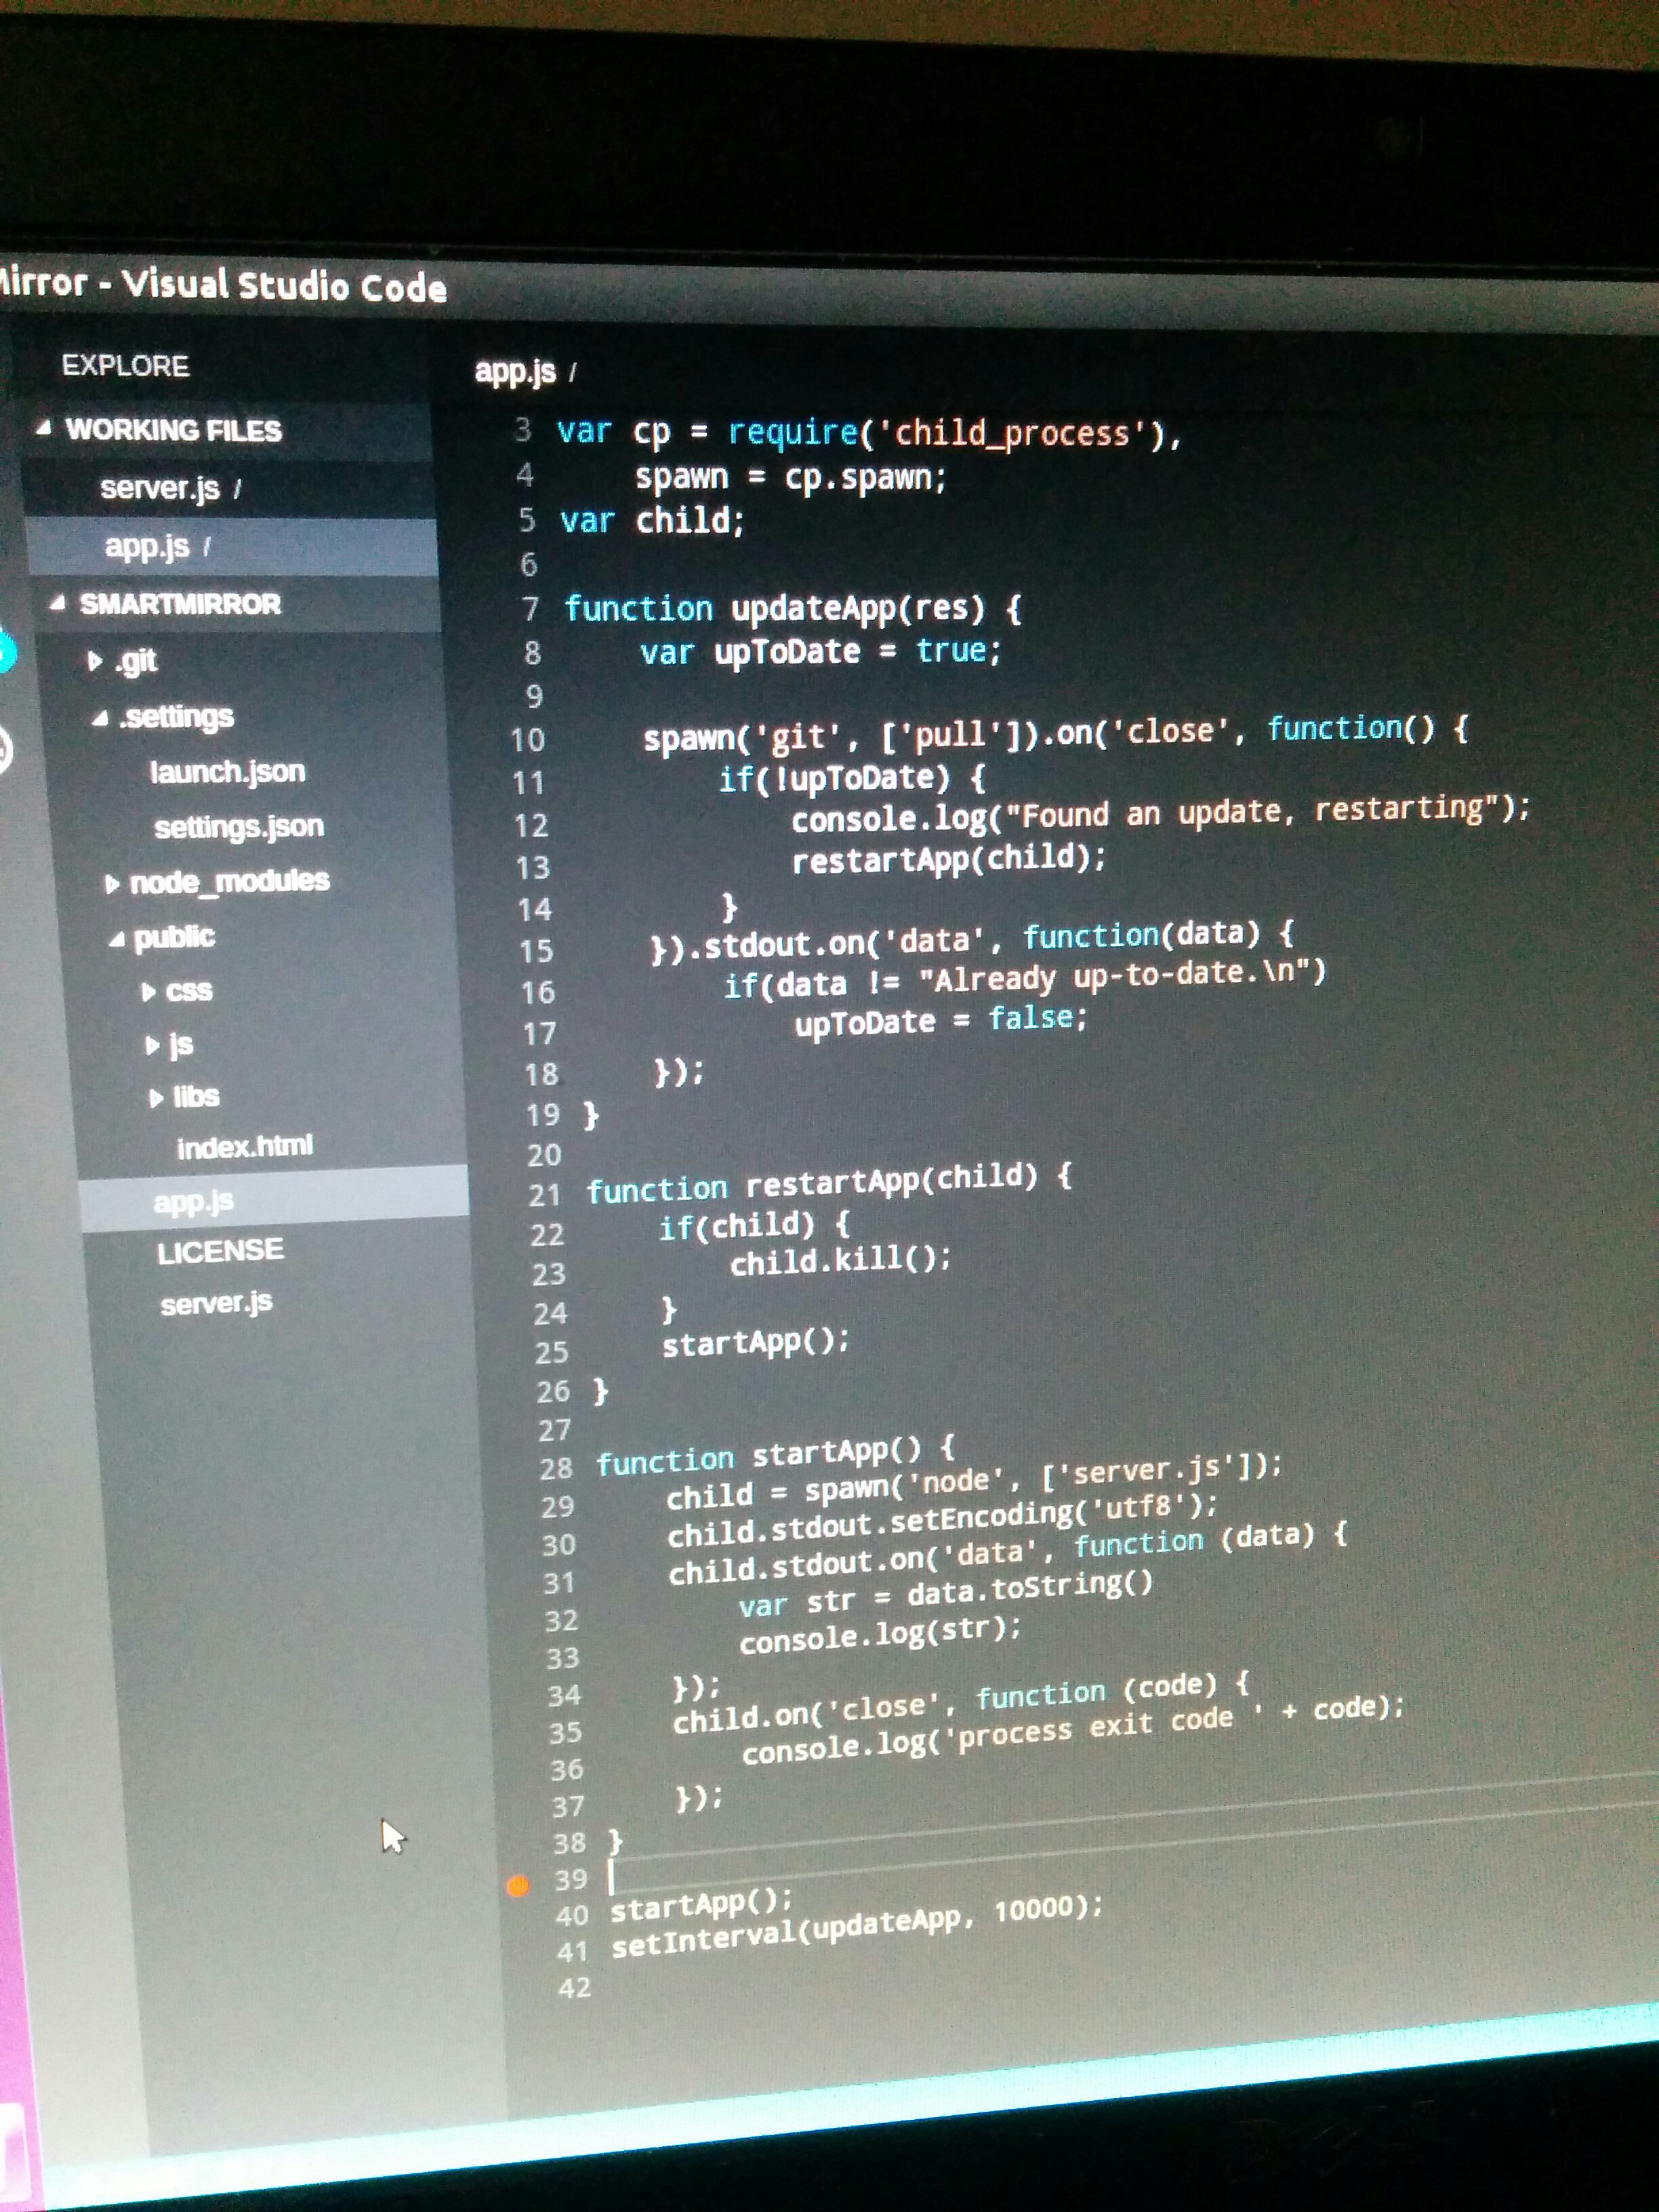 Mirror - Visual Studio Code
EXPLORE
WORKING FILES
server.js /
app.js /
SMARTMIRROR
.git
.settings
launch.json
settings.json
node_modules
public
css
js
libs
index.html
app.js
LICENSE
server.js
app.js /
3 var cp = require('child_process'),
4     spawn = cp.spawn;
5 var child;
6
7 function updateApp(res) {
8     var upToDate = true;
9
10     spawn('git', ['pull']).on('close', function() {
11         if(!upToDate) {
12             console.log("Found an update, restarting");
13             restartApp(child);
14         }
15     }).stdout.on('data', function(data) {
16         if(data != "Already up-to-date.\n")
17             upToDate = false;
18     });
19 }
20
21 function restartApp(child) {
22     if(child) {
23         child.kill();
24     }
25     startApp();
26 }
27
28 function startApp() {
29     child = spawn('node', ['server.js']);
30     child.stdout.setEncoding('utf8');
31     child.stdout.on('data', function (data) {
32         var str = data.toString()
33         console.log(str);
34     });
35     child.on('close', function (code) {
36         console.log('process exit code ' + code);
37     });
38 }
39
40 startApp();
41 setInterval(updateApp, 10000);
42